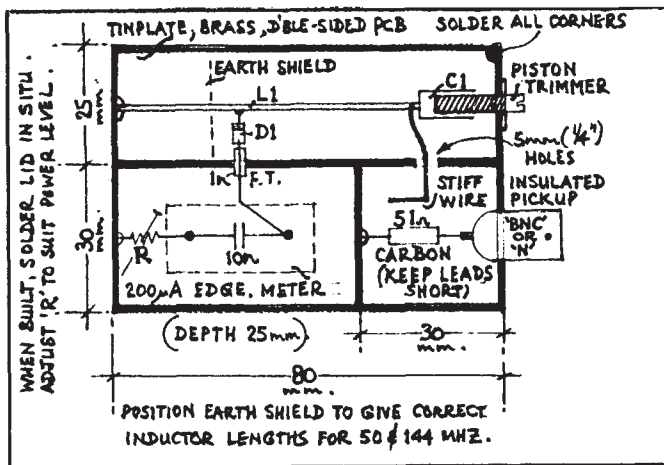 TINPLATE, BRASS, D'BLE-SIDED PCB
SOLDER ALL CORNERS
EARTH SHIELD
L1
C1
PISTON
TRIMMER
D1
1n F.T.
5mm (¼")
HOLES
STIFF
WIRE
INSULATED
PICKUP
R
10n
51Ω
CARBON
(KEEP LEADS
SHORT)
'BNC'
OR
'N'
200µA EDGE. METER
(DEPTH 25mm.)
25
mm.
30
mm.
30
mm.
80
mm.
WHEN BUILT, SOLDER LID IN SITU.
ADJUST 'R' TO SUIT POWER LEVEL.
POSITION EARTH SHIELD TO GIVE CORRECT
INDUCTOR LENGTHS FOR 50 & 144 MHZ.